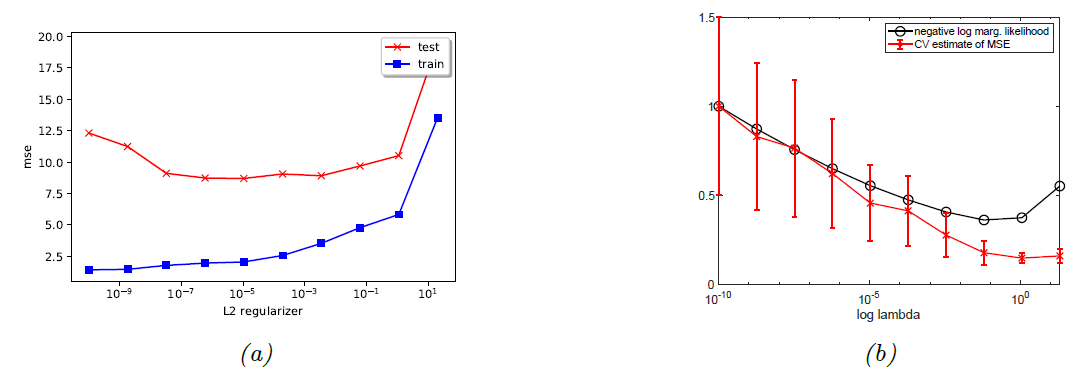 20.0
17.5
15.0
12.5
10.0
7.5
5.0
2.5
mse
10⁻⁹ 10⁻⁷ 10⁻⁵ 10⁻³ 10⁻¹ 10¹
L2 regularizer
test
train
(a)
1.5
1
0.5
0
10⁻¹⁰ 10⁻⁵ 10⁰
log lambda
negative log marg. likelihood
CV estimate of MSE
(b)